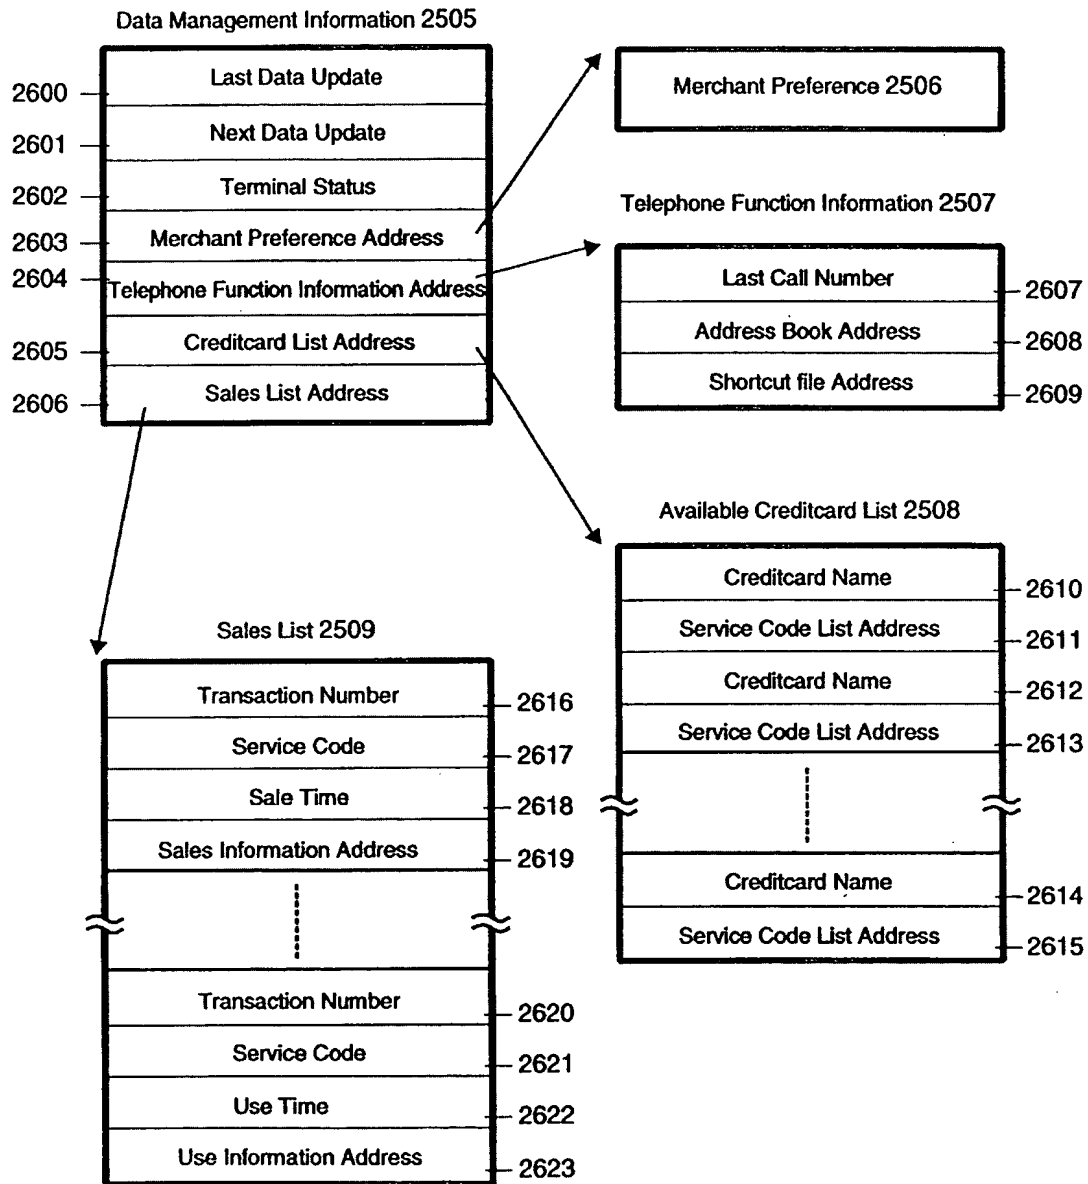 Data Management Information 2505
2600 Last Data Update
2601 Next Data Update
2602 Terminal Status
2603 Merchant Preference Address
2604 Telephone Function Information Address
2605 Creditcard List Address
2606 Sales List Address
Merchant Preference 2506
Telephone Function Information 2507
Last Call Number 2607
Address Book Address 2608
Shortcut file Address 2609
Available Creditcard List 2508
Creditcard Name 2610
Service Code List Address 2611
Creditcard Name 2612
Service Code List Address 2613
Creditcard Name 2614
Service Code List Address 2615
Sales List 2509
Transaction Number 2616
Service Code 2617
Sale Time 2618
Sales Information Address 2619
Transaction Number 2620
Service Code 2621
Use Time 2622
Use Information Address 2623